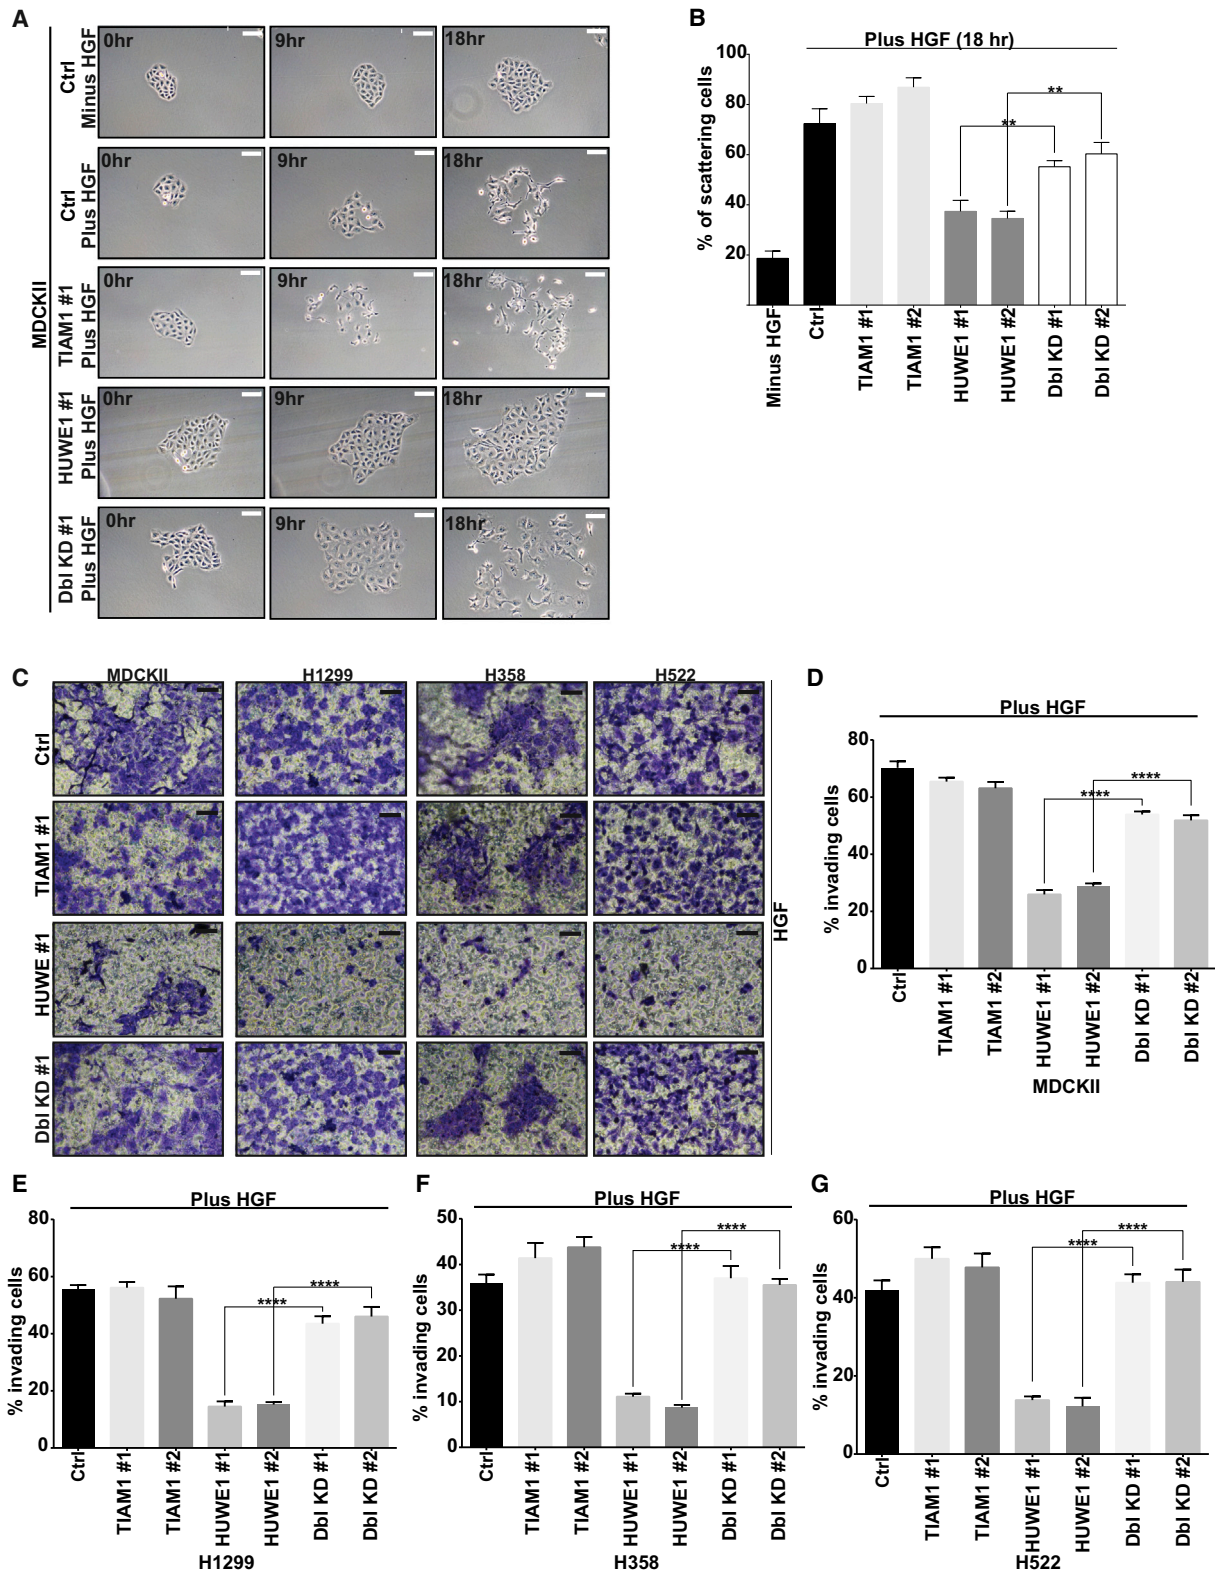 A
MDCKII
Ctrl
Minus HGF
0hr
9hr
18hr
Ctrl
Plus HGF
0hr
9hr
18hr
TIAM1 #1
Plus HGF
0hr
9hr
18hr
HUWE1 #1
Plus HGF
0hr
9hr
18hr
Dbl KD #1
Plus HGF
0hr
9hr
18hr
B
Plus HGF (18 hr)
% of scattering cells
100
80
60
40
20
**
**
Minus HGF
Ctrl
TIAM1 #1
TIAM1 #2
HUWE1 #1
HUWE1 #2
Dbl KD #1
Dbl KD #2
C
MDCKII
H1299
H358
H522
Ctrl
TIAM1 #1
HUWE #1
Dbl KD #1
HGF
D
Plus HGF
% invading cells
80
60
40
20
0
****
****
Ctrl
TIAM1 #1
TIAM1 #2
HUWE1 #1
HUWE1 #2
Dbl KD #1
Dbl KD #2
MDCKII
E
Plus HGF
% invading cells
80
60
40
20
0
****
****
Ctrl
TIAM1 #1
TIAM1 #2
HUWE1 #1
HUWE1 #2
Dbl KD #1
Dbl KD #2
H1299
F
Plus HGF
% invading cells
50
40
30
20
10
0
****
****
Ctrl
TIAM1 #1
TIAM1 #2
HUWE1 #1
HUWE1 #2
Dbl KD #1
Dbl KD #2
H358
G
Plus HGF
% invading cells
60
40
20
0
****
****
Ctrl
TIAM1 #1
TIAM1 #2
HUWE1 #1
HUWE1 #2
Dbl KD #1
Dbl KD #2
H522